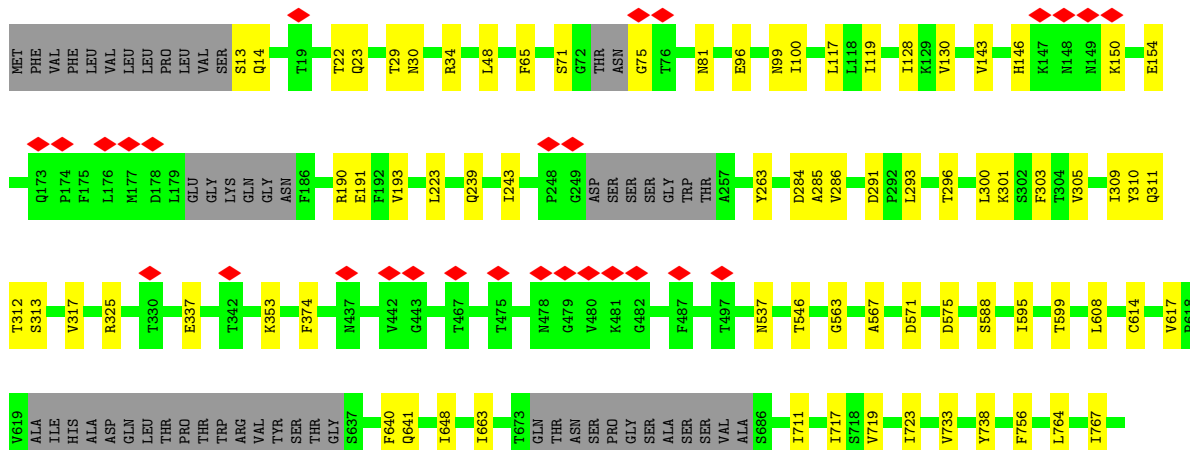 MET PHE VAL PHE LEU VAL LEU LEU PRO LEU VAL SER S13 Q14 T19 T22 Q23 T29 N30 R34 L48 F65 S71 G72 THR ASN G75 T76 N81 E96 N99 I100 L117 L118 I119 I128 K129 V130 V143 H146 K147 N148 N149 K150 E154
Q173 P174 F175 L176 M177 D178 L179 GLU GLY LYS GLN GLY ASN F186 R190 E191 F192 V193 L223 Q239 I243 P248 G249 ASP SER SER SER GLY TRP THR A257 Y263 D284 A285 V286 D291 P292 L293 T296 L300 K301 S302 F303 T304 V305 I309 Y310 Q311
T312 S313 V317 R325 T330 E337 T342 K353 F374 N437 V442 G443 T467 T475 N478 G479 V480 K481 G482 F487 T497 N537 T546 G563 A567 D571 D575 S588 I595 T599 L608 C614 V617 P618
V619 ALA ILE HIS ALA ASP GLN LEU THR PRO THR TRP ARG VAL TYR SER THR GLY S637 F640 Q641 I648 I663 T673 GLN THR ASN SER PRO GLY SER ALA SER SER VAL ALA S686 I711 I717 S718 V719 I723 V733 Y738 F756 L764 I767